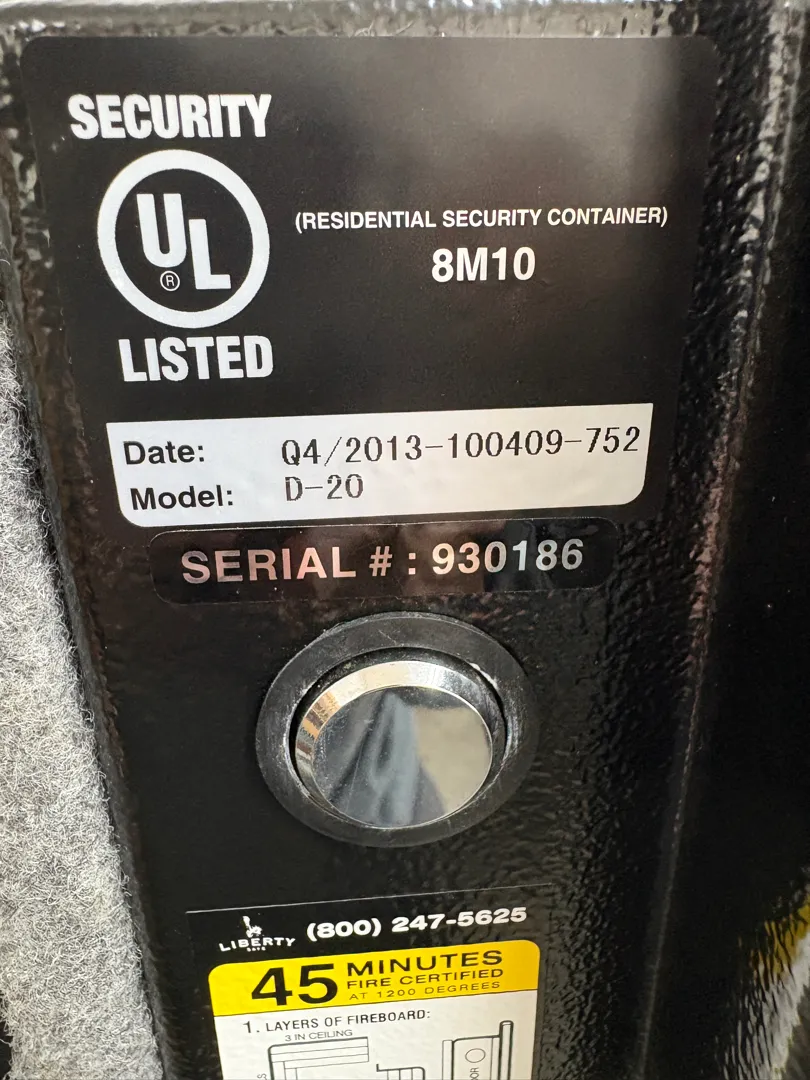 SECURITY
UL
®
LISTED
(RESIDENTIAL SECURITY CONTAINER)
8M10
Date: Q4/2013-100409-752
Model: D-20
SERIAL # : 930186
LIBERTY
SAFE
(800) 247-5625
45 MINUTES
FIRE CERTIFIED
AT 1200 DEGREES
1. LAYERS OF FIREBOARD:
3 IN CEILING